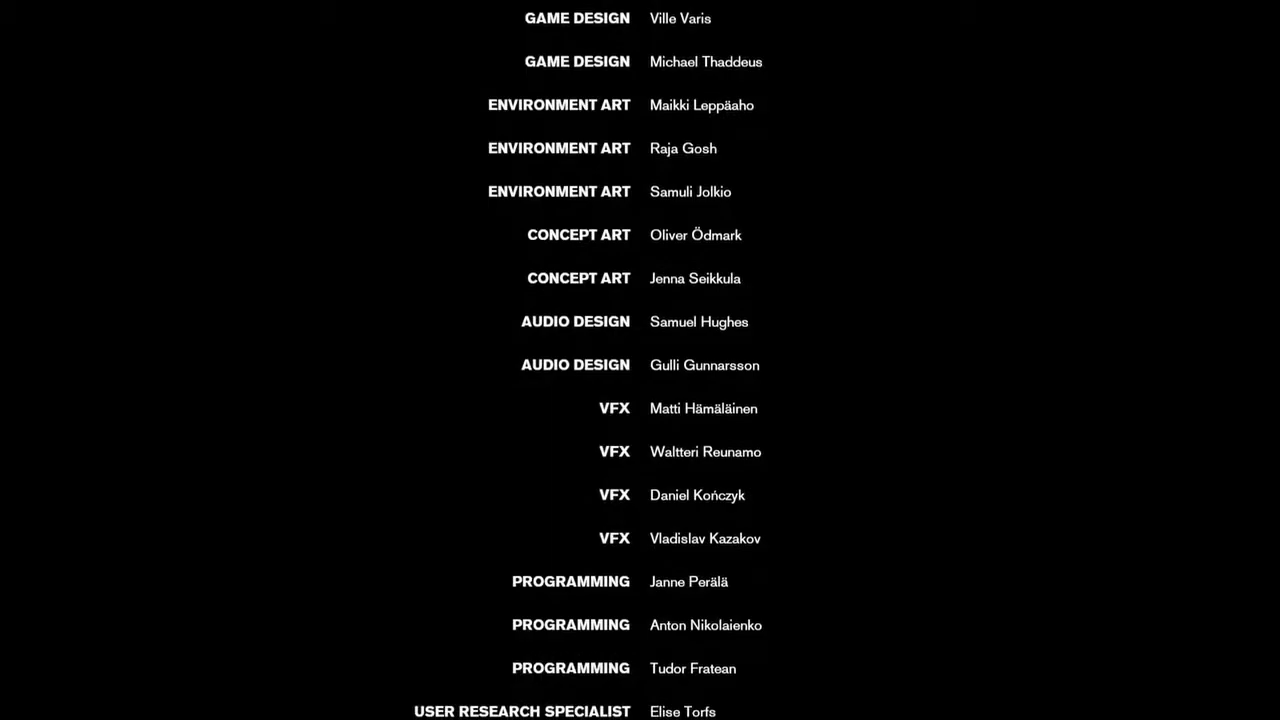 GAME DESIGN Ville Varis
GAME DESIGN Michael Thaddeus
ENVIRONMENT ART Maikki Leppäaho
ENVIRONMENT ART Raja Gosh
ENVIRONMENT ART Samuli Jolkio
CONCEPT ART Oliver Ödmark
CONCEPT ART Jenna Seikkula
AUDIO DESIGN Samuel Hughes
AUDIO DESIGN Gulli Gunnarsson
VFX Matti Hämäläinen
VFX Waltteri Reunamo
VFX Daniel Kończyk
VFX Vladislav Kazakov
PROGRAMMING Janne Perälä
PROGRAMMING Anton Nikolaienko
PROGRAMMING Tudor Fratean
USER RESEARCH SPECIALIST Elise Torfs